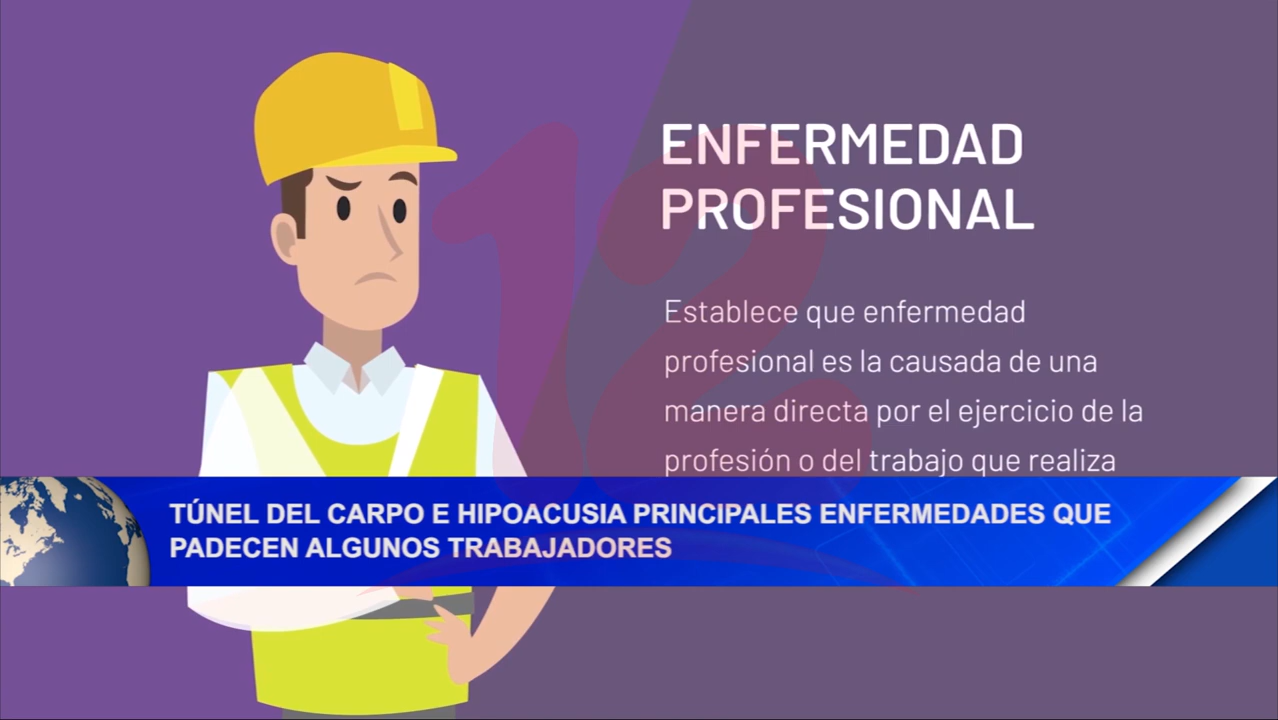 ENFERMEDAD
PROFESIONAL
Establece que enfermedad
profesional es la causada de una
manera directa por el ejercicio de la
profesión o del trabajo que realiza
TÚNEL DEL CARPO E HIPOACUSIA PRINCIPALES ENFERMEDADES QUE
PADECEN ALGUNOS TRABAJADORES
12